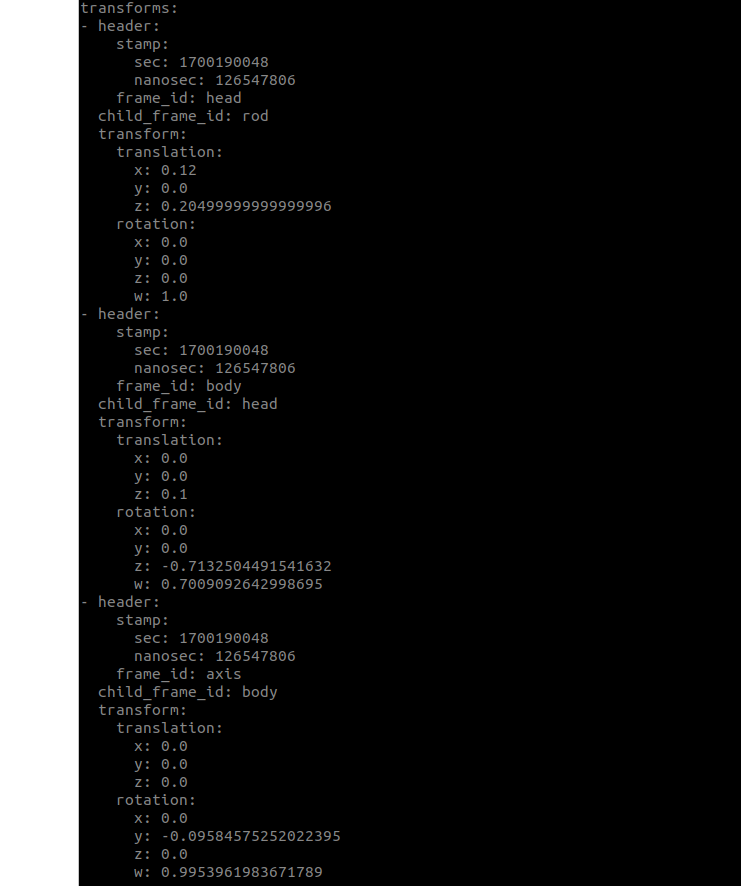 transforms:
- header:
    stamp:
      sec: 1700190048
      nanosec: 126547806
    frame_id: head
  child_frame_id: rod
  transform:
    translation:
      x: 0.12
      y: 0.0
      z: 0.20499999999999996
    rotation:
      x: 0.0
      y: 0.0
      z: 0.0
      w: 1.0
- header:
    stamp:
      sec: 1700190048
      nanosec: 126547806
    frame_id: body
  child_frame_id: head
  transform:
    translation:
      x: 0.0
      y: 0.0
      z: 0.1
    rotation:
      x: 0.0
      y: 0.0
      z: -0.7132504491541632
      w: 0.7009092642998695
- header:
    stamp:
      sec: 1700190048
      nanosec: 126547806
    frame_id: axis
  child_frame_id: body
  transform:
    translation:
      x: 0.0
      y: 0.0
      z: 0.0
    rotation:
      x: 0.0
      y: -0.09584575252022395
      z: 0.0
      w: 0.9953961983671789